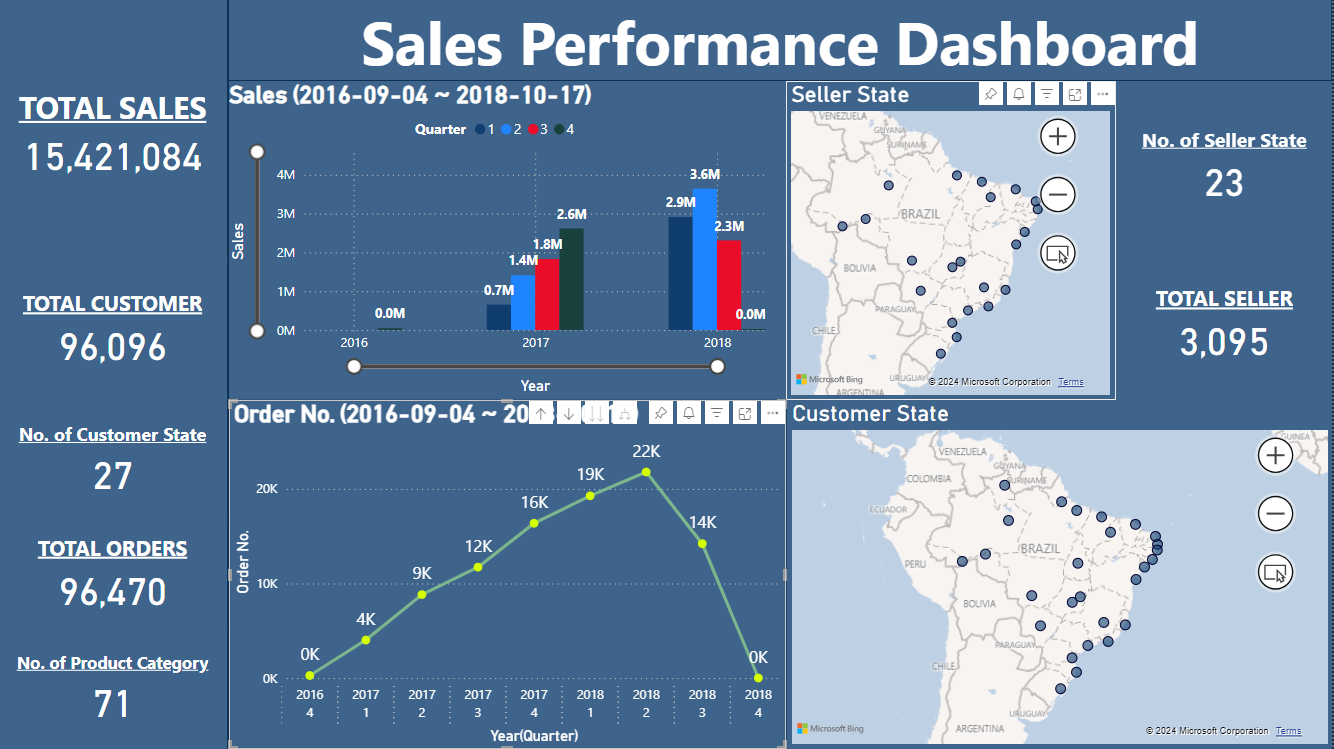 Sales Performance Dashboard
TOTAL SALES
15,421,084
TOTAL CUSTOMER
96,096
No. of Customer State
27
TOTAL ORDERS
96,470
No. of Product Category
71
Sales (2016-09-04 ~ 2018-10-17)
Quarter 1 2 3 4
Sales
4M
3M
2M
1M
0M
0.0M
0.7M
1.4M
1.8M
2.6M
2.9M
3.6M
2.3M
0.0M
2016 2017 2018
Year
Seller State
VENEZUELA
GUYANA
SURINAME
BRAZIL
BOLIVIA
PARAGUAY
CHILE
URUGUAY
ARGENTINA
Microsoft Bing
© 2024 Microsoft Corporation Terms
No. of Seller State
23
TOTAL SELLER
3,095
Order No. (2016-09-04 ~ 20
Order No.
20K
10K
0K
0K
4K
9K
12K
16K
19K
22K
14K
0K
2016 2017 2017 2017 2017 2018 2018 2018 2018
4 1 2 3 4 1 2 3 4
Year(Quarter)
Customer State
GUINEA
VENEZUELA
GUYANA
COLOMBIA
SURINAME
ECUADOR
BRAZIL
PERU
BOLIVIA
PARAGUAY
CHILE
URUGUAY
ARGENTINA
Microsoft Bing
© 2024 Microsoft Corporation Terms